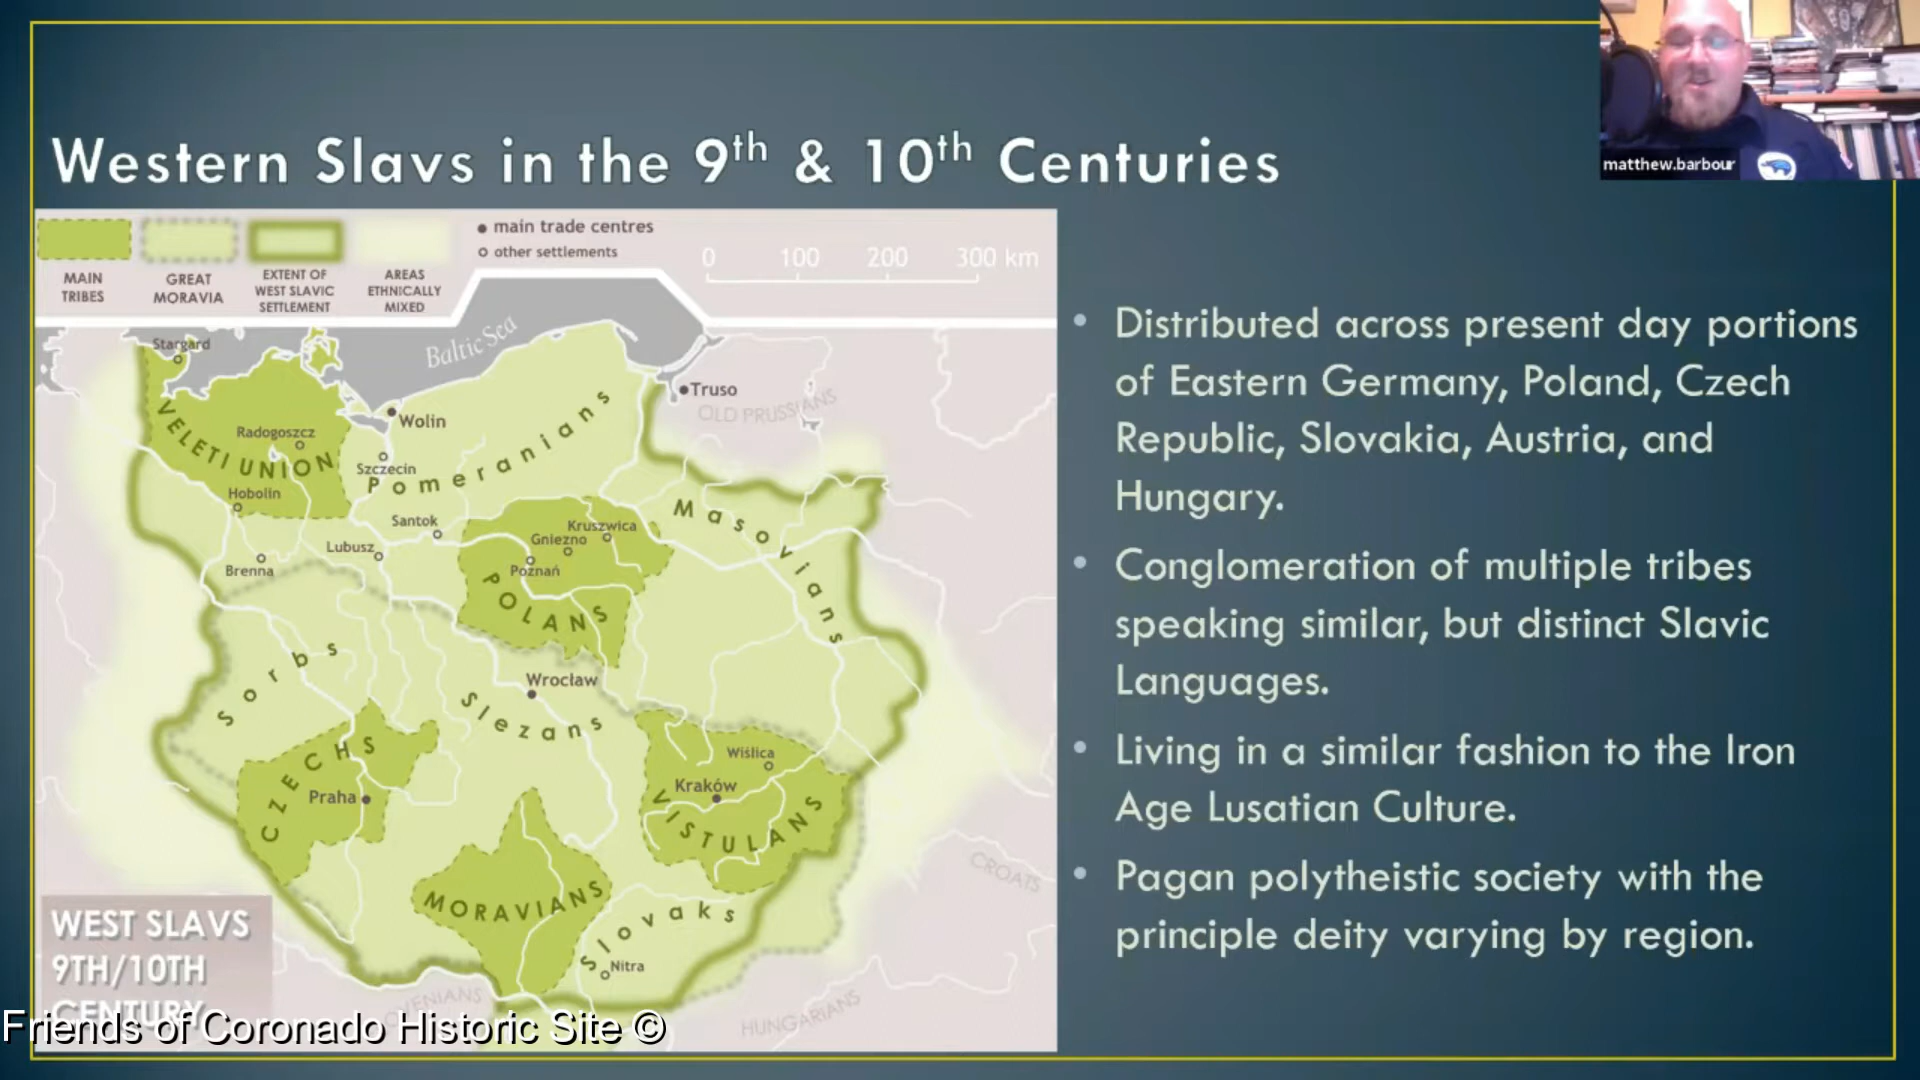 matthew.barbour
Western Slavs in the 9th & 10th Centuries
MAIN
TRIBES
GREAT
MORAVIA
EXTENT OF
WEST SLAVIC
SETTLEMENT
AREAS
ETHNICALLY
MIXED
main trade centres
other settlements
0 100 200 300 km
Baltic Sea
Stargard
Truso
OLD PRUSSIANS
Wolin
VELETI UNION
Radogoszcz
Szczecin
Pomeranians
Hobolin
Masovians
Santok
Kruszwica
Gniezno
Lubusz
Poznań
Brenna
POLANS
Sorbs
Wrocław
Slezans
CZECHS
Wiślica
Praha
Kraków
VISTULANS
CROATS
MORAVIANS
Slovaks
Nitra
OVENIANS
HUNGARIANS
WEST SLAVS
9TH/10TH
CENTURY
• Distributed across present day portions
of Eastern Germany, Poland, Czech
Republic, Slovakia, Austria, and
Hungary.
• Conglomeration of multiple tribes
speaking similar, but distinct Slavic
Languages.
• Living in a similar fashion to the Iron
Age Lusatian Culture.
• Pagan polytheistic society with the
principle deity varying by region.
Friends of Coronado Historic Site ©